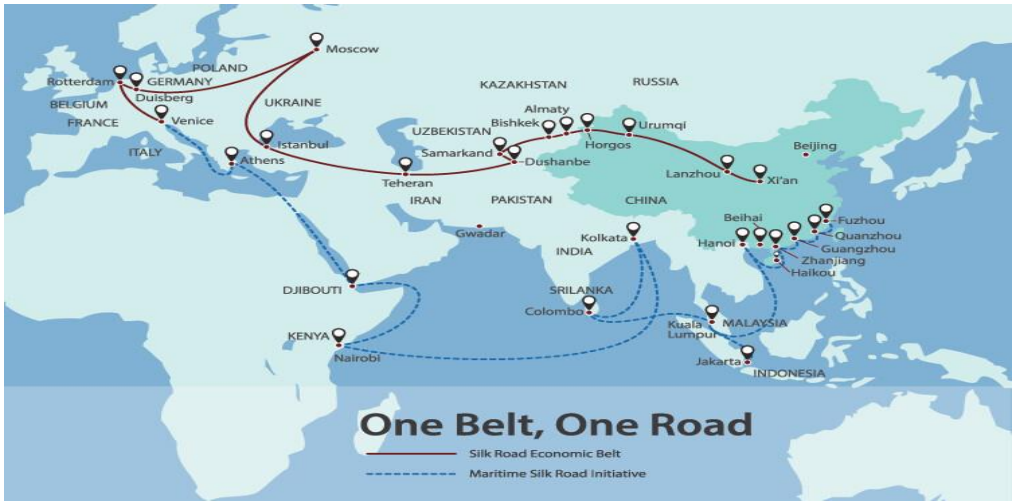 Moscow
Rotterdam
POLAND
GERMANY
Duisberg
BELGIUM
FRANCE
Venice
UKRAINE
ITALY
Athens
Istanbul
KAZAKHSTAN
RUSSIA
Almaty
Bishkek
UZBEKISTAN
Samarkand
Horgos
Urumqi
Dushanbe
Beijing
Lanzhou
Xi'an
Teheran
IRAN
PAKISTAN
CHINA
Gwadar
Kolkata
INDIA
Beihai
Hanoi
Fuzhou
Quanzhou
Guangzhou
Zhanjiang
Haikou
DJIBOUTI
SRILANKA
Colombo
KENYA
Nairobi
Kuala
Lumpur
MALAYSIA
Jakarta
INDONESIA
One Belt, One Road
Silk Road Economic Belt
Maritime Silk Road Initiative